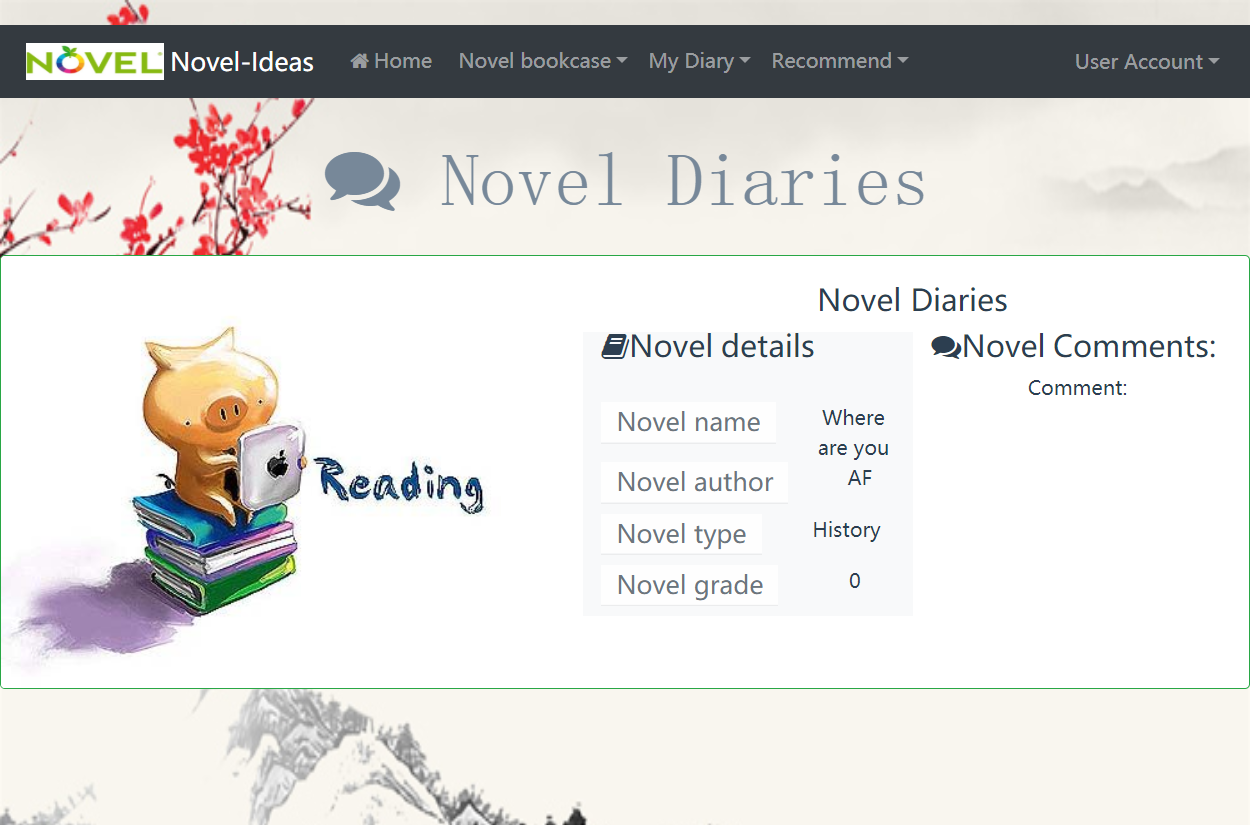 NOVEL Novel-Ideas Home Novel bookcase My Diary Recommend User Account
Novel Diaries
Novel Diaries
Novel details
Novel Comments:
Comment:
Novel name
Where
are you
Novel author
AF
Novel type
History
Novel grade
0
Reading